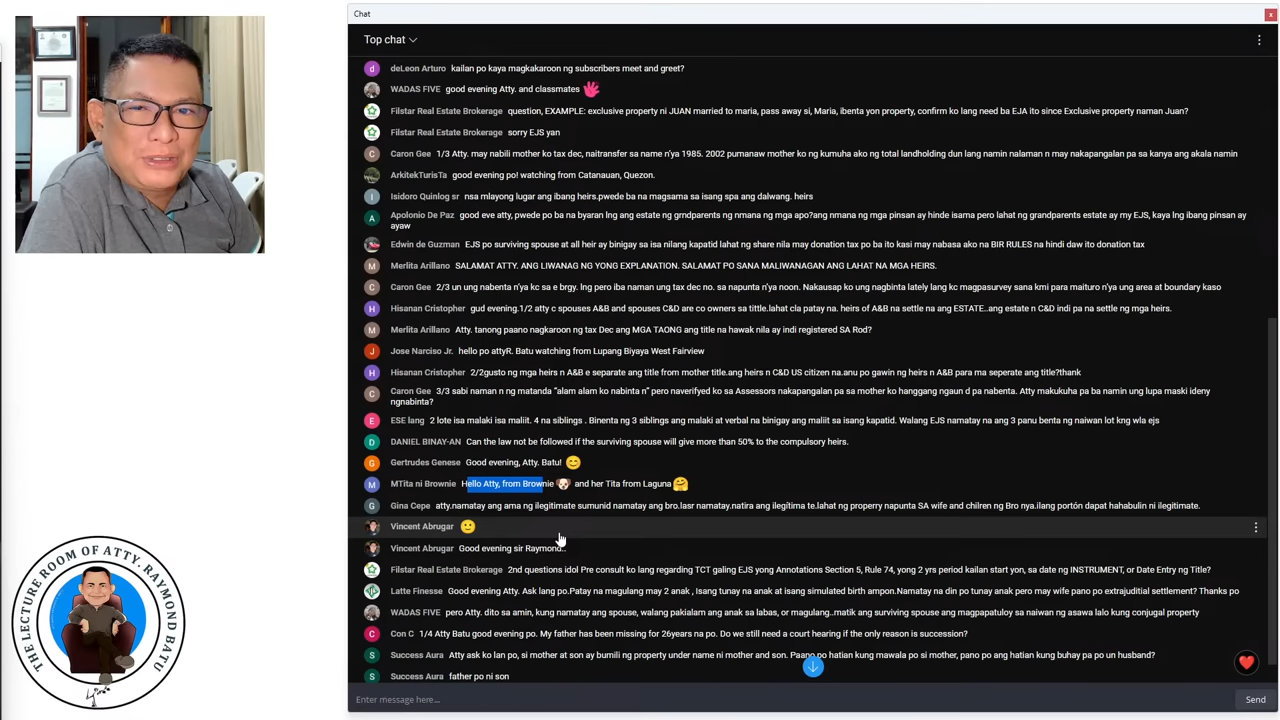 Chat
Top chat
deLeon Arturo kailan po kaya magkakaroon ng subscribers meet and greet?
WADAS FIVE good evening Atty. and classmates
Filstar Real Estate Brokerage question, EXAMPLE: exclusive property ni JUAN married to maria, pass away si, Maria, ibenta yon property, confirm ko lang need ba EJA ito since Exclusive property naman Juan?
Filstar Real Estate Brokerage sorry EJS yan
Caron Gee 1/3 Atty. may nabili mother ko tax dec, naitransfer sa name n'ya 1985. 2002 pumanaw mother ko ng kumuha ako ng total landholding dun lang namin nalaman n may nakapangalan pa sa kanya ang akala namin
ArkitekTurisTa good evening po! watching from Catanauan, Quezon.
Isidoro Quinlog sr nsa mlayong lugar ang ibang heirs.pwede ba na magsama sa isang spa ang dalwang. heirs
Apolonio De Paz good eve atty, pwede po ba na byaran lng ang estate ng grndparents ng nmana ng mga apo?ang nmana ng mga pinsan ay hinde isama pero lahat ng grandparents estate ay my EJS, kaya lng ibang pinsan ay
ayaw
Edwin de Guzman EJS po surviving spouse at all heir ay binigay sa isa nilang kapatid lahat ng share nila may donation tax po ba ito kasi may nabasa ako na BIR RULES na hindi daw ito donation tax
Merlita Arillano SALAMAT ATTY. ANG LIWANAG NG YONG EXPLANATION. SALAMAT PO SANA MALIWANAGAN ANG LAHAT NA MGA HEIRS.
Caron Gee 2/3 un ung nabenta n'ya kc sa e brgy. lng pero iba naman ung tax dec no. sa napunta n'ya noon. Nakausap ko ung nagbinta lately lang kc magpasurvey sana kmi para maituro n'ya ung area at boundary kaso
Hisanan Cristopher gud evening.1/2 atty c spouses A&B and spouses C&D are co owners sa tittle.lahat cla patay na. heirs of A&B na settle na ang ESTATE..ang estate n C&D indi pa na settle ng mga heirs.
Merlita Arillano Atty. tanong paano nagkaroon ng tax Dec ang MGA TAONG ang title na hawak nila ay indi registered SA Rod?
Jose Narciso Jr. hello po attyR. Batu watching from Lupang Biyaya West Fairview
Hisanan Cristopher 2/2gusto ng mga heirs n A&B e separate ang title from mother title.ang heirs n C&D US citizen na.anu po gawin ng heirs n A&B para ma seperate ang title?thank
Caron Gee 3/3 sabi naman n ng matanda "alam alam ko nabinta n" pero naverifyed ko sa Assessors nakapangalan pa sa mother ko hanggang ngaun d pa nabenta. Atty makukuha pa ba namin ung lupa maski ideny
ngnabinta?
ESE lang 2 lote isa malaki isa maliit. 4 na siblings . Binenta ng 3 siblings ang malaki at verbal na binigay ang maliit sa isang kapatid. Walang EJS namatay na ang 3 panu benta ng naiwan lot kng wla ejs
DANIEL BINAY-AN Can the law not be followed if the surviving spouse will give more than 50% to the compulsory heirs.
Gertrudes Genese Good evening, Atty. Batu! 😊
MTita ni Brownie Hello Atty, from Brownie 🐶 and her Tita from Laguna 🤗
Gina Cepe atty.namatay ang ama ng ilegitimate sumunid namatay ang bro.lasr namatay.natira ang ilegítima te.lahat ng properry napunta SA wife and chilren ng Bro nya.ilang portón dapat hahabulin ni ilegitimate.
Vincent Abrugar 🙂
Vincent Abrugar Good evening sir Raymond..
Filstar Real Estate Brokerage 2nd questions idol Pre consult ko lang regarding TCT galing EJS yong Annotations Section 5, Rule 74, yong 2 yrs period kailan start yon, sa date ng INSTRUMENT, or Date Entry ng Title?
Latte Finesse Good evening Atty. Ask lang po.Patay na magulang may 2 anak , Isang tunay na anak at isang simulated birth ampon.Namatay na din po tunay anak pero may wife pano po extrajuditial settlement? Thanks po
WADAS FIVE pero Atty. dito sa amin, kung namatay ang spouse, walang pakialam ang anak sa labas, or magulang..matik ang surviving spouse ang magpapatuloy sa naiwan ng asawa lalo kung conjugal property
Con C 1/4 Atty Batu good evening po. My father has been missing for 26years na po. Do we still need a court hearing if the only reason is succession?
Success Aura Atty ask ko lan po, si mother at son ay bumili ng property under name ni mother and son. Paano po hatian kung mawala po si mother, pano po ang hatian kung buhay pa po un husband?
Success Aura father po ni son
Enter message here...
Send
THE LECTURE ROOM OF ATTY. RAYMOND BATU